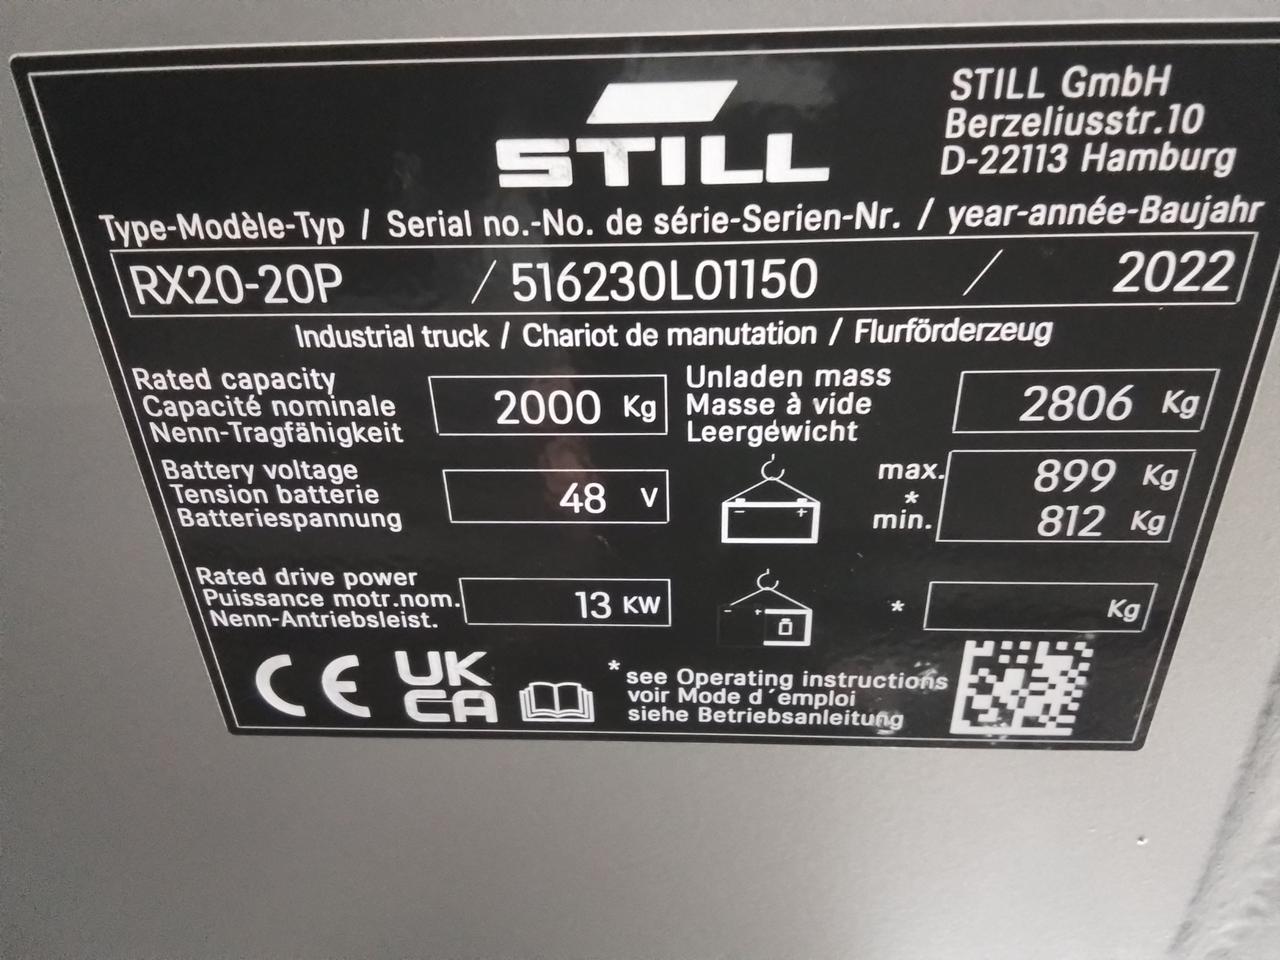 STILL
STILL GmbH
Berzeliusstr.10
D-22113 Hamburg
Type-Modèle-Typ / Serial no.-No. de série-Serien-Nr. / year-année-Baujahr
RX20-20P / 516230L01150 / 2022
Industrial truck / Chariot de manutation / Flurförderzeug
Rated capacity
Capacité nominale
Nenn-Tragfähigkeit
2000 Kg
Unladen mass
Masse à vide
Leergewicht
2806 Kg
Battery voltage
Tension batterie
Batteriespannung
48 V
max. 899 Kg
*
min. 812 Kg
Rated drive power
Puissance motr.nom.
Nenn-Antriebsleist.
13 KW
* Kg
CE
UK
CA
* see Operating instructions
voir Mode d´emploi
siehe Betriebsanleitung